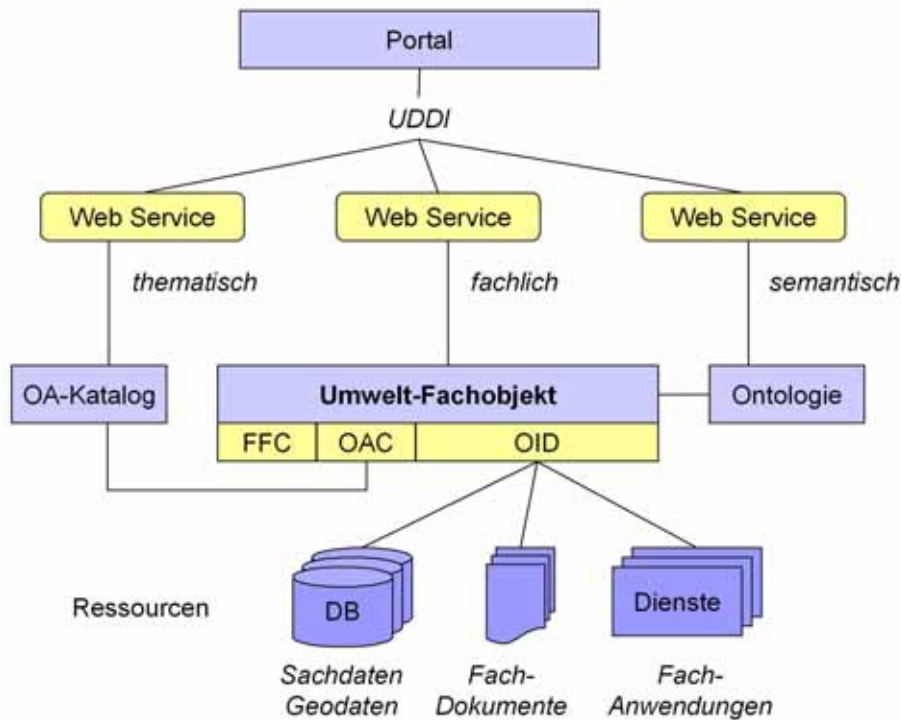 Portal
UDDI
Web Service
Web Service
Web Service
thematisch
fachlich
semantisch
OA-Katalog
Umwelt-Fachobjekt
Ontologie
FFC
OAC
OID
Ressourcen
DB
Dienste
Sachdaten
Geodaten
Fach-
Dokumente
Fach-
Anwendungen